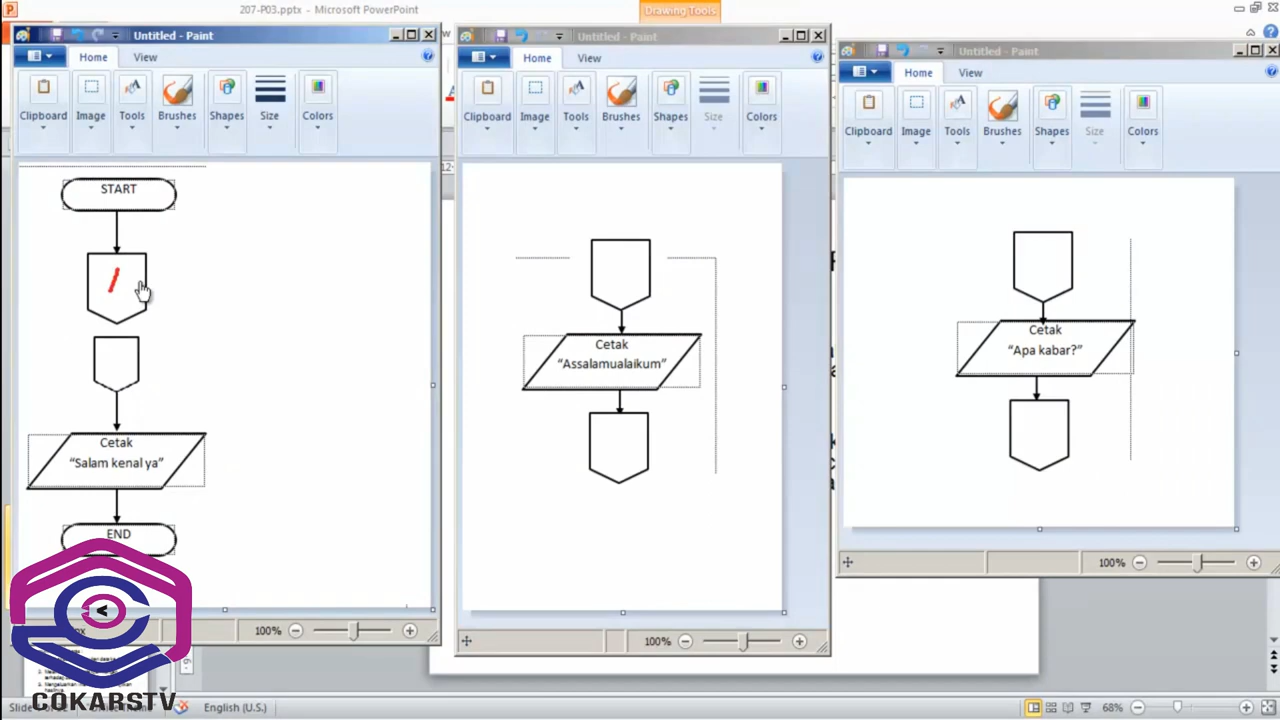 207-P03.pptx - Microsoft PowerPoint
Drawing Tools
Untitled - Paint
Home
View
Clipboard
Image
Tools
Brushes
Shapes
Size
Colors
START
1
Cetak
“Salam kenal ya”
END
100%
Untitled - Paint
Home
View
Clipboard
Image
Tools
Brushes
Shapes
Size
Colors
Cetak
“Assalamualaikum”
100%
Untitled - Paint
Home
View
Clipboard
Image
Tools
Brushes
Shapes
Size
Colors
Cetak
“Apa kabar?”
100%
COKARSTV
English (U.S.)
68%